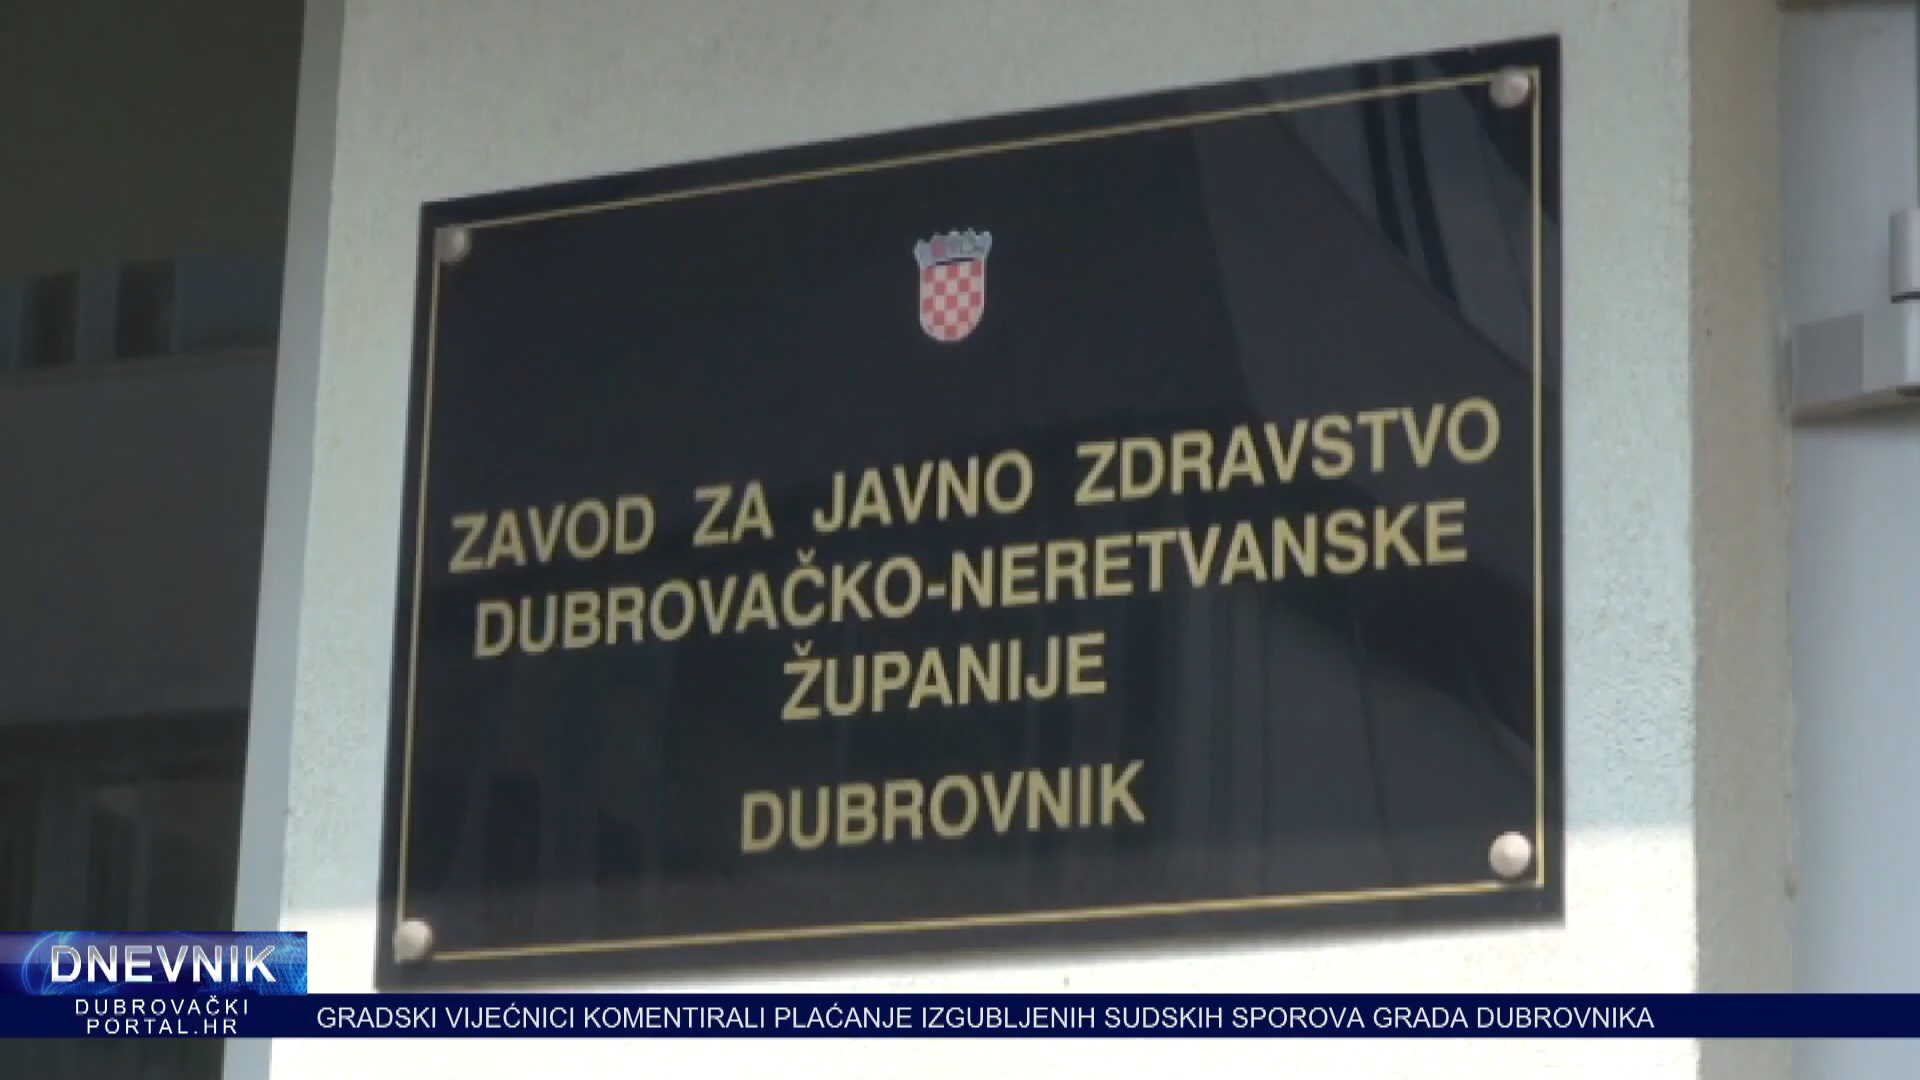 ZAVOD ZA JAVNO ZDRAVSTVO
DUBROVAČKO-NERETVANSKE
ŽUPANIJE
DUBROVNIK
DNEVNIK
DUBROVAČKI
PORTAL.HR
GRADSKI VIJEĆNICI KOMENTIRALI PLAĆANJE IZGUBLJENIH SUDSKIH SPOROVA GRADA DUBROVNIKA